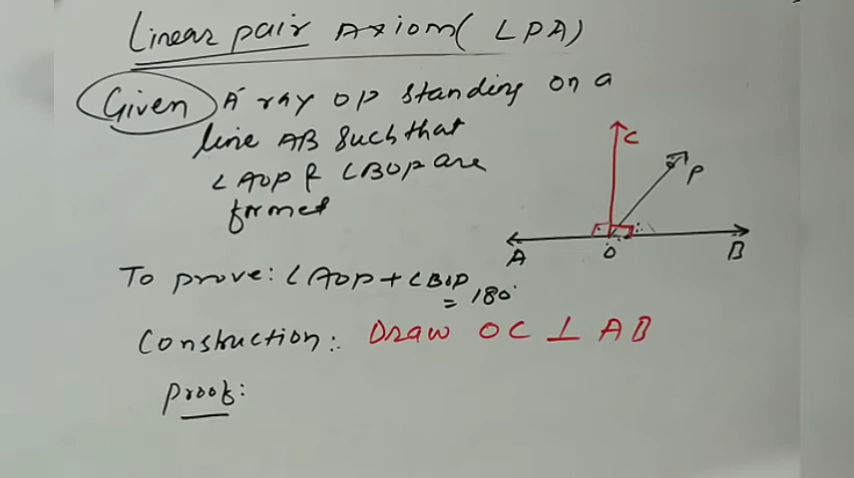 Linear pair Axiom (LPA)
Given A ray OP standing on a
line AB such that
∠AOP & ∠BOP are
formed
C
P
A
O
B
To prove: ∠AOP + ∠BOP
= 180°
Construction: Draw OC ⊥ AB
Proof: